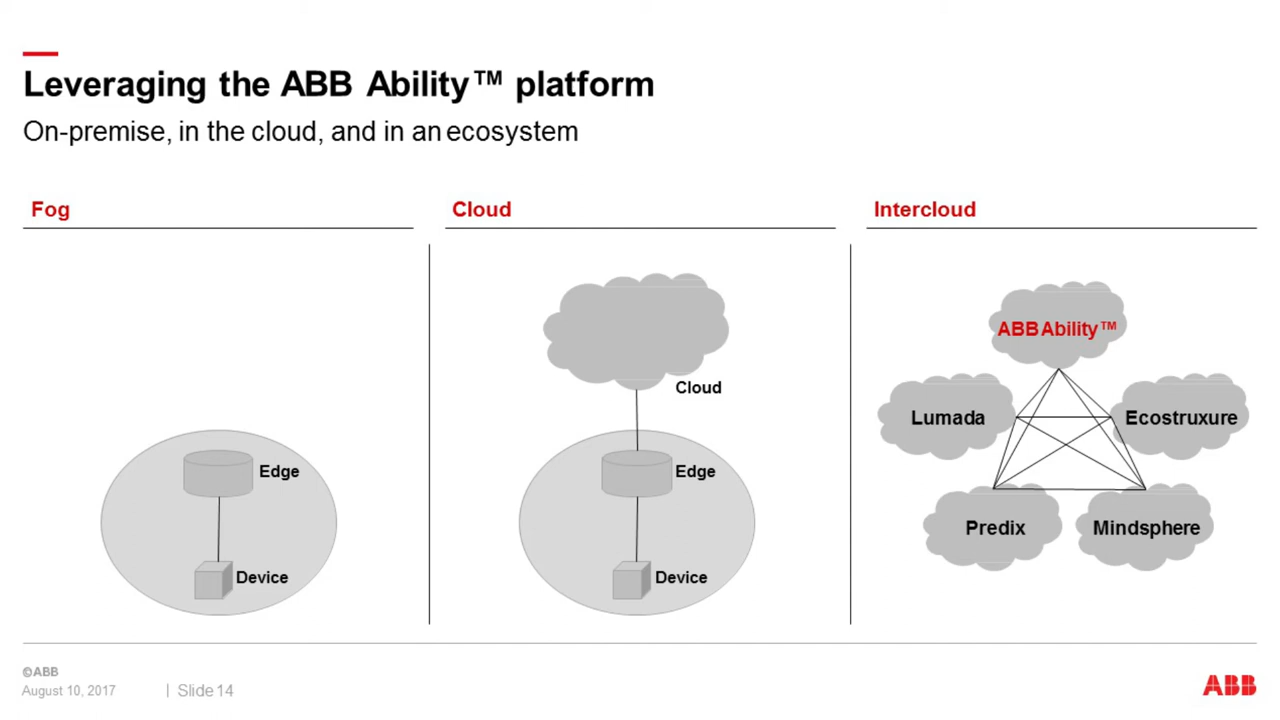 Leveraging the ABB Ability™ platform
On-premise, in the cloud, and in an ecosystem
Fog
Edge
Device
Cloud
Cloud
Edge
Device
Intercloud
ABB Ability™
Lumada
Ecostruxure
Predix
Mindsphere
©ABB
August 10, 2017 | Slide 14
ABB